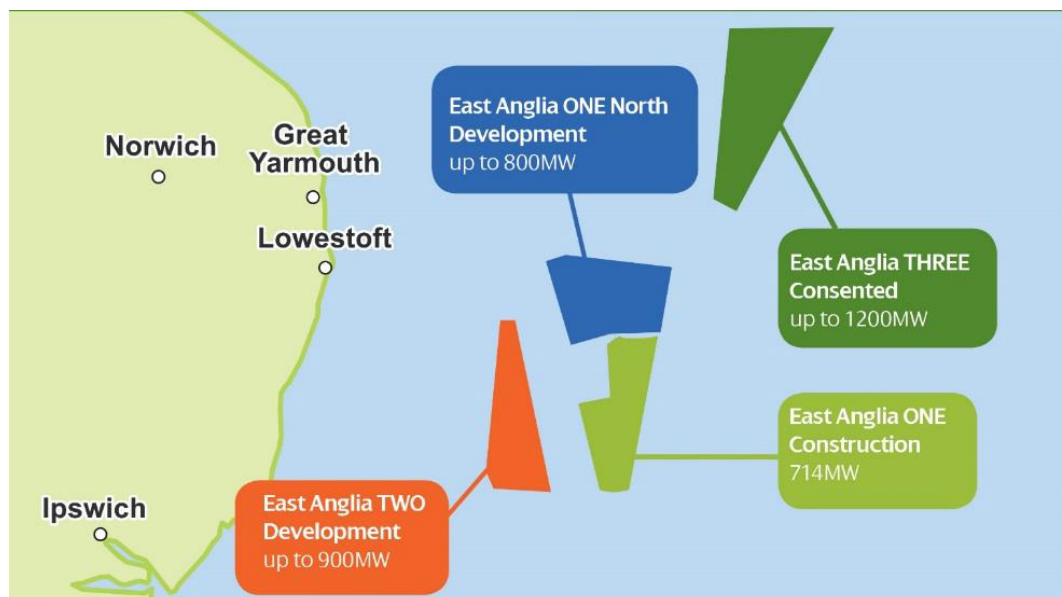 East Anglia ONE North
Development
up to 800MW
Norwich
Great
Yarmouth
Lowestoft
East Anglia THREE
Consented
up to 1200MW
East Anglia ONE
Construction
714MW
East Anglia TWO
Development
up to 900MW
Ipswich